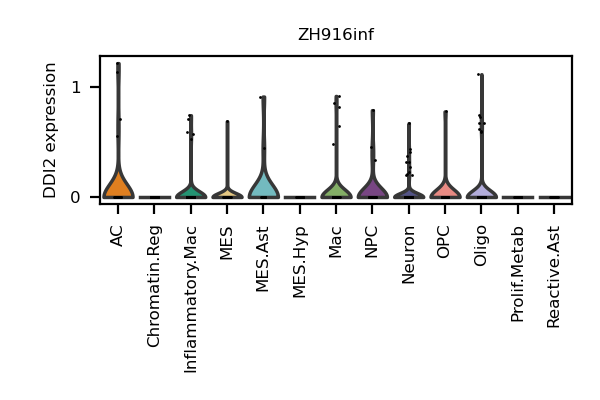 ZH916inf
DDI2 expression
1
0
AC
Chromatin.Reg
Inflammatory.Mac
MES
MES.Ast
MES.Hyp
Mac
NPC
Neuron
OPC
Oligo
Prolif.Metab
Reactive.Ast